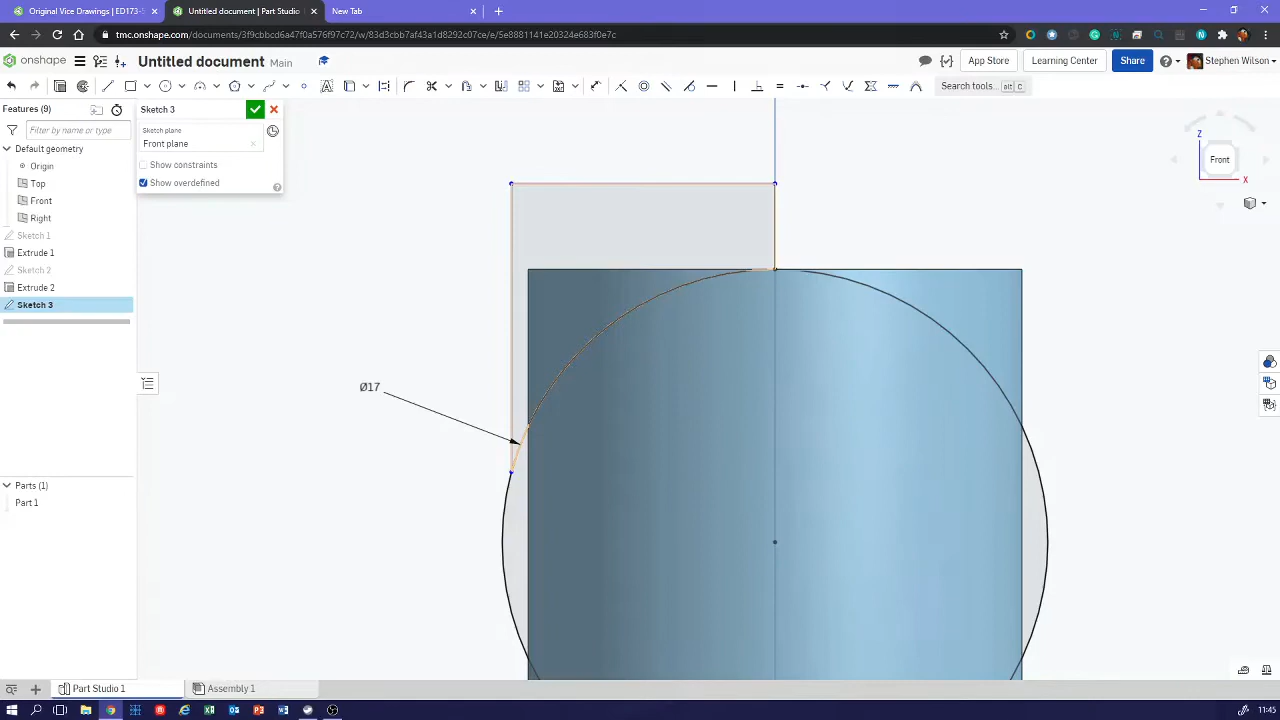 Original Vice Drawings | ED173-
Untitled document | Part Studio
New Tab
tmc.onshape.com/documents/3f9cbbcd6a47f0a576f97c72/w/83d3cbb7af43a1d8292c07ce/e/5e8881141e20324e683f0e7c
onshape
Untitled document
Main
App Store
Learning Center
Share
Stephen Wilson
Search tools...
alt
C
Features (9)
Sketch 3
Filter by name or type
Sketch plane
Front plane
Default geometry
Show constraints
Origin
Top
Show overdefined
Front
Right
Sketch 1
Extrude 1
Sketch 2
Extrude 2
Sketch 3
Z
Front
X
Ø17
Parts (1)
Part 1
Part Studio 1
Assembly 1
11:45